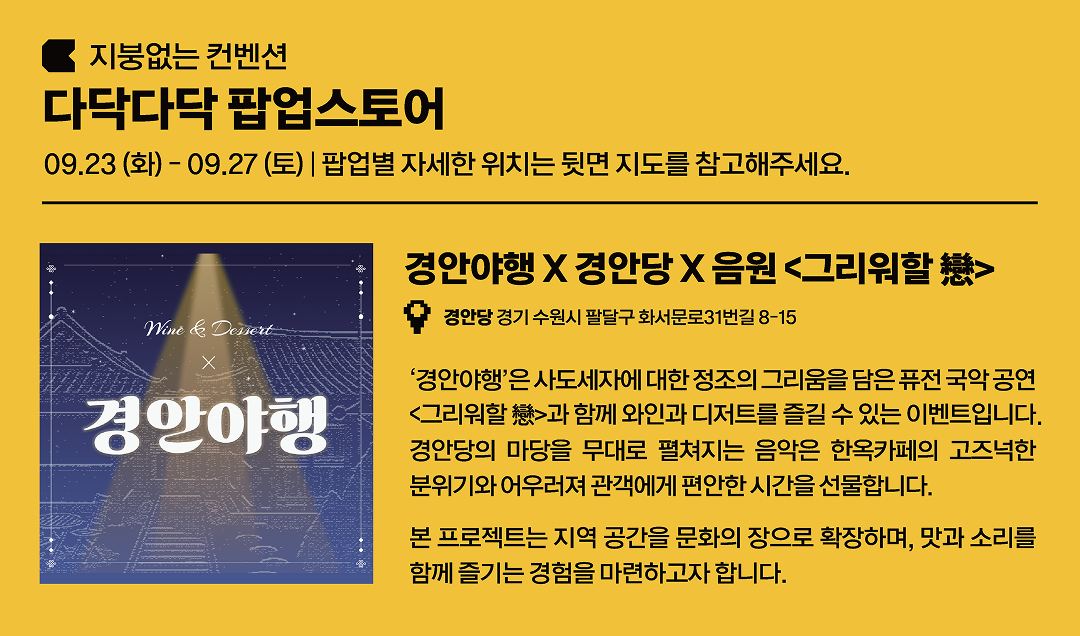 지붕없는 컨벤션
다닥다닥 팝업스토어
09.23 (화) - 09.27 (토) | 팝업별 자세한 위치는 뒷면 지도를 참고해주세요.
Wine & Dessert
×
경안야행
경안야행 X 경안당 X 음원 <그리워할 戀>
경안당 경기 수원시 팔달구 화서문로31번길 8-15
‘경안야행’은 사도세자에 대한 정조의 그리움을 담은 퓨전 국악 공연
<그리워할 戀>과 함께 와인과 디저트를 즐길 수 있는 이벤트입니다.
경안당의 마당을 무대로 펼쳐지는 음악은 한옥카페의 고즈넉한
분위기와 어우러져 관객에게 편안한 시간을 선물합니다.
본 프로젝트는 지역 공간을 문화의 장으로 확장하며, 맛과 소리를
함께 즐기는 경험을 마련하고자 합니다.